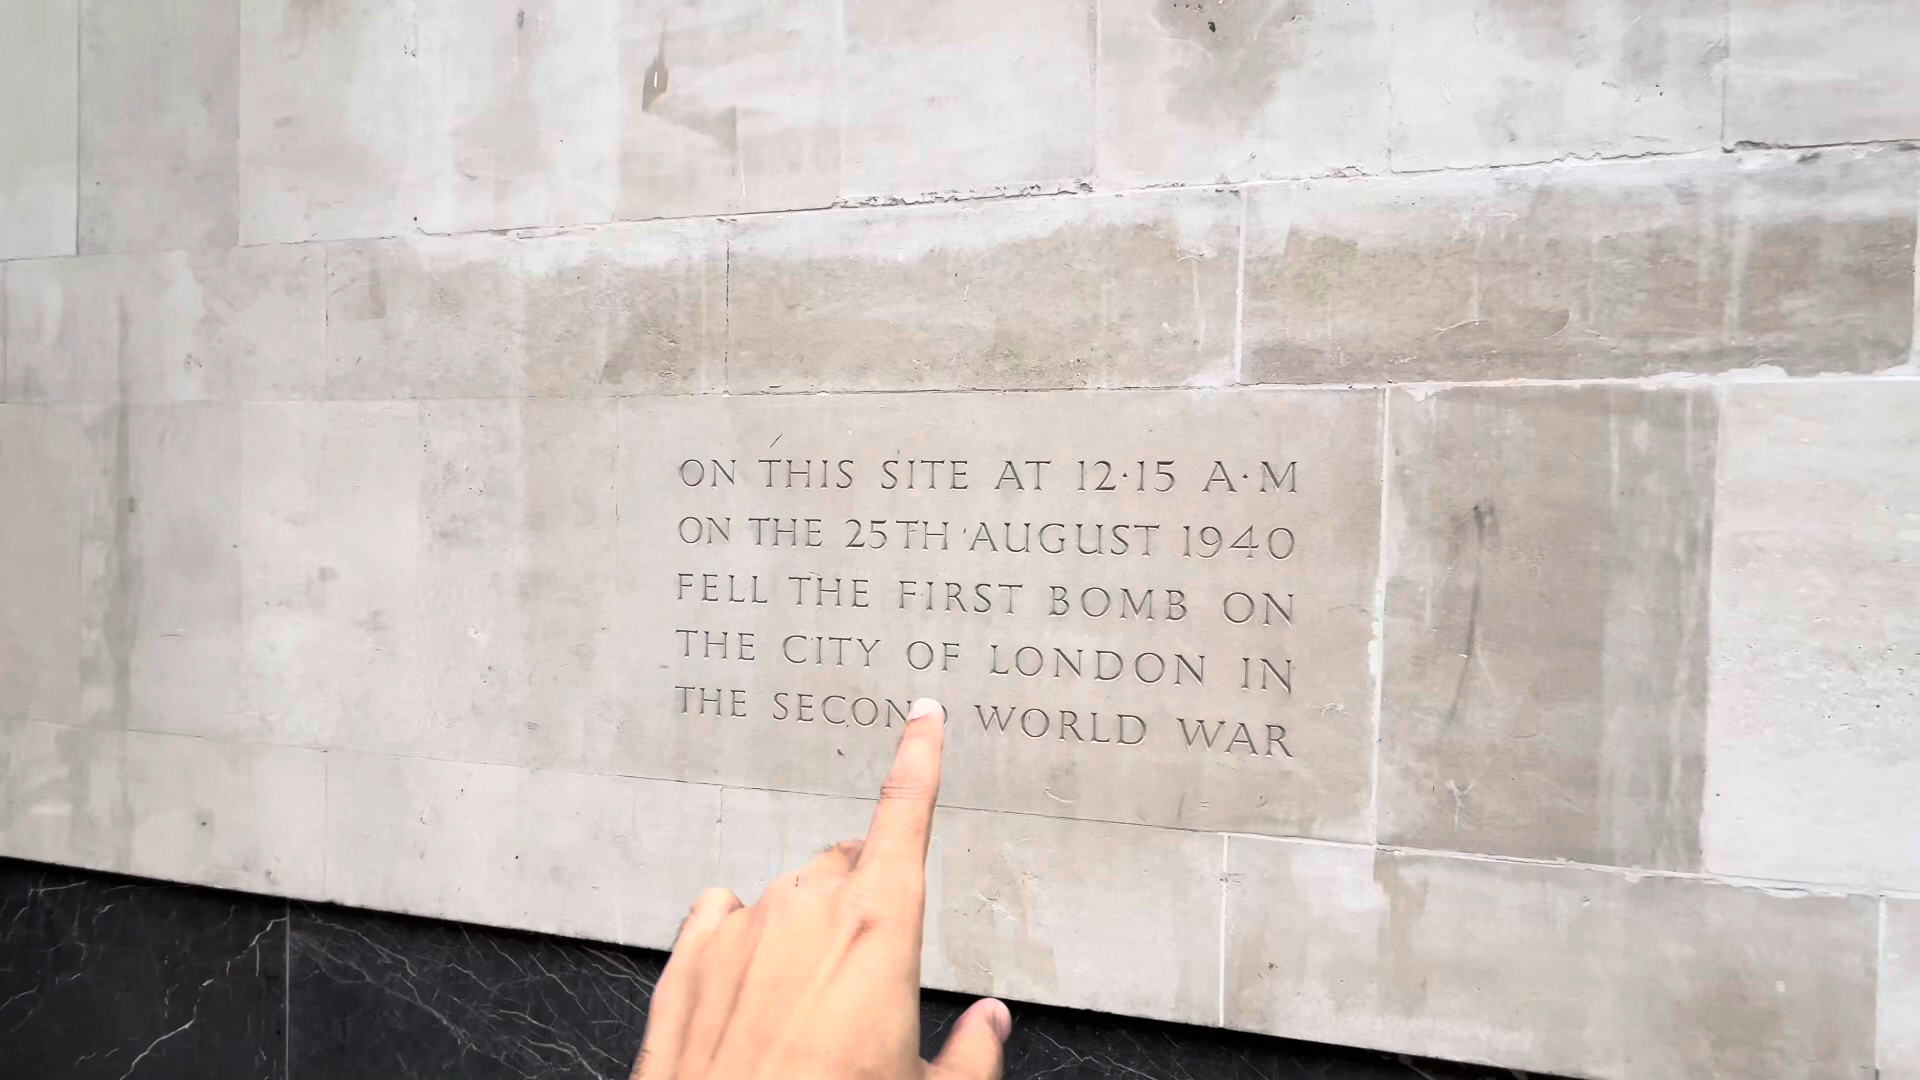 ON THIS SITE AT 12·15 A·M
ON THE 25TH AUGUST 1940
FELL THE FIRST BOMB ON
THE CITY OF LONDON IN
THE SECOND WORLD WAR